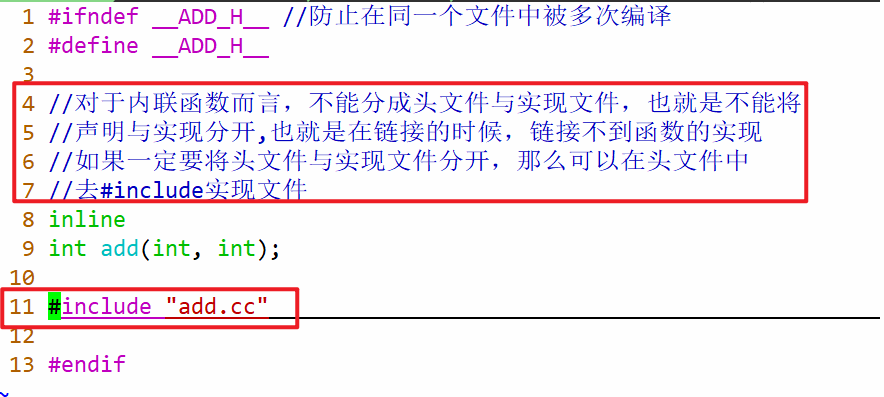 1 #ifndef __ADD_H__ //防止在同一个文件中被多次编译
2 #define __ADD_H__
3
4 //对于内联函数而言，不能分成头文件与实现文件，也就是不能将
5 //声明与实现分开,也就是在链接的时候，链接不到函数的实现
6 //如果一定要将头文件与实现文件分开，那么可以在头文件中
7 //去#include实现文件
8 inline
9 int add(int, int);
10
11 #include "add.cc"
12
13 #endif
~